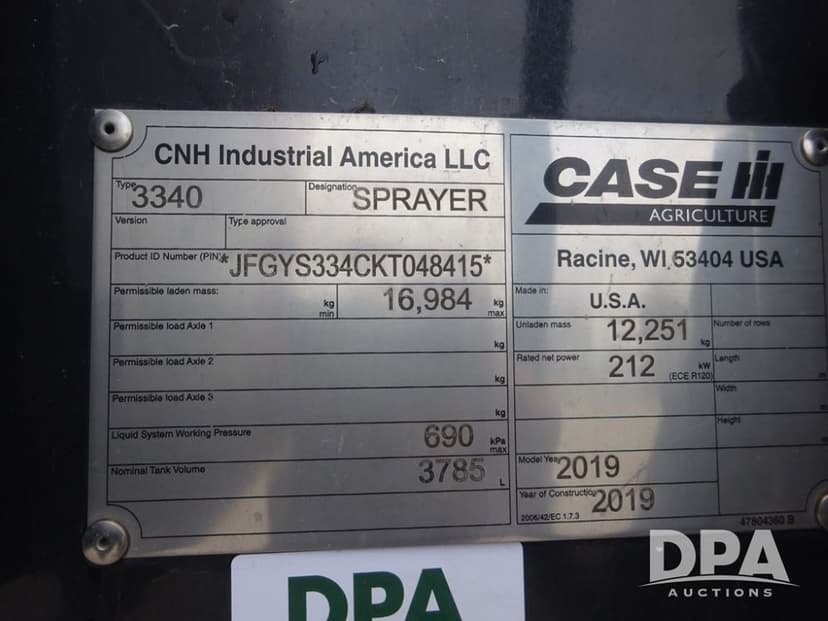 CNH Industrial America LLC
Type 3340 Designation SPRAYER
Version Type approval
Product ID Number (PIN) *JFGYS334CKT048415*
Permissible laden mass: kg min 16,984 kg max
Permissible load Axle 1 kg
Permissible load Axle 2 kg
Permissible load Axle 3 kg
Liquid System Working Pressure 690 kPa max
Nominal Tank Volume 3785 L
CASE IH
AGRICULTURE
Racine, WI 53404 USA
Made in: U.S.A.
Unladen mass 12,251 kg Number of rows
Rated net power 212 kW (ECE R120) Length m
Width m
Height m
Model Year 2019
Year of Construction 2019
2006/42/EC 1.7.3 47804360 B
DPA
DPA
AUCTIONS